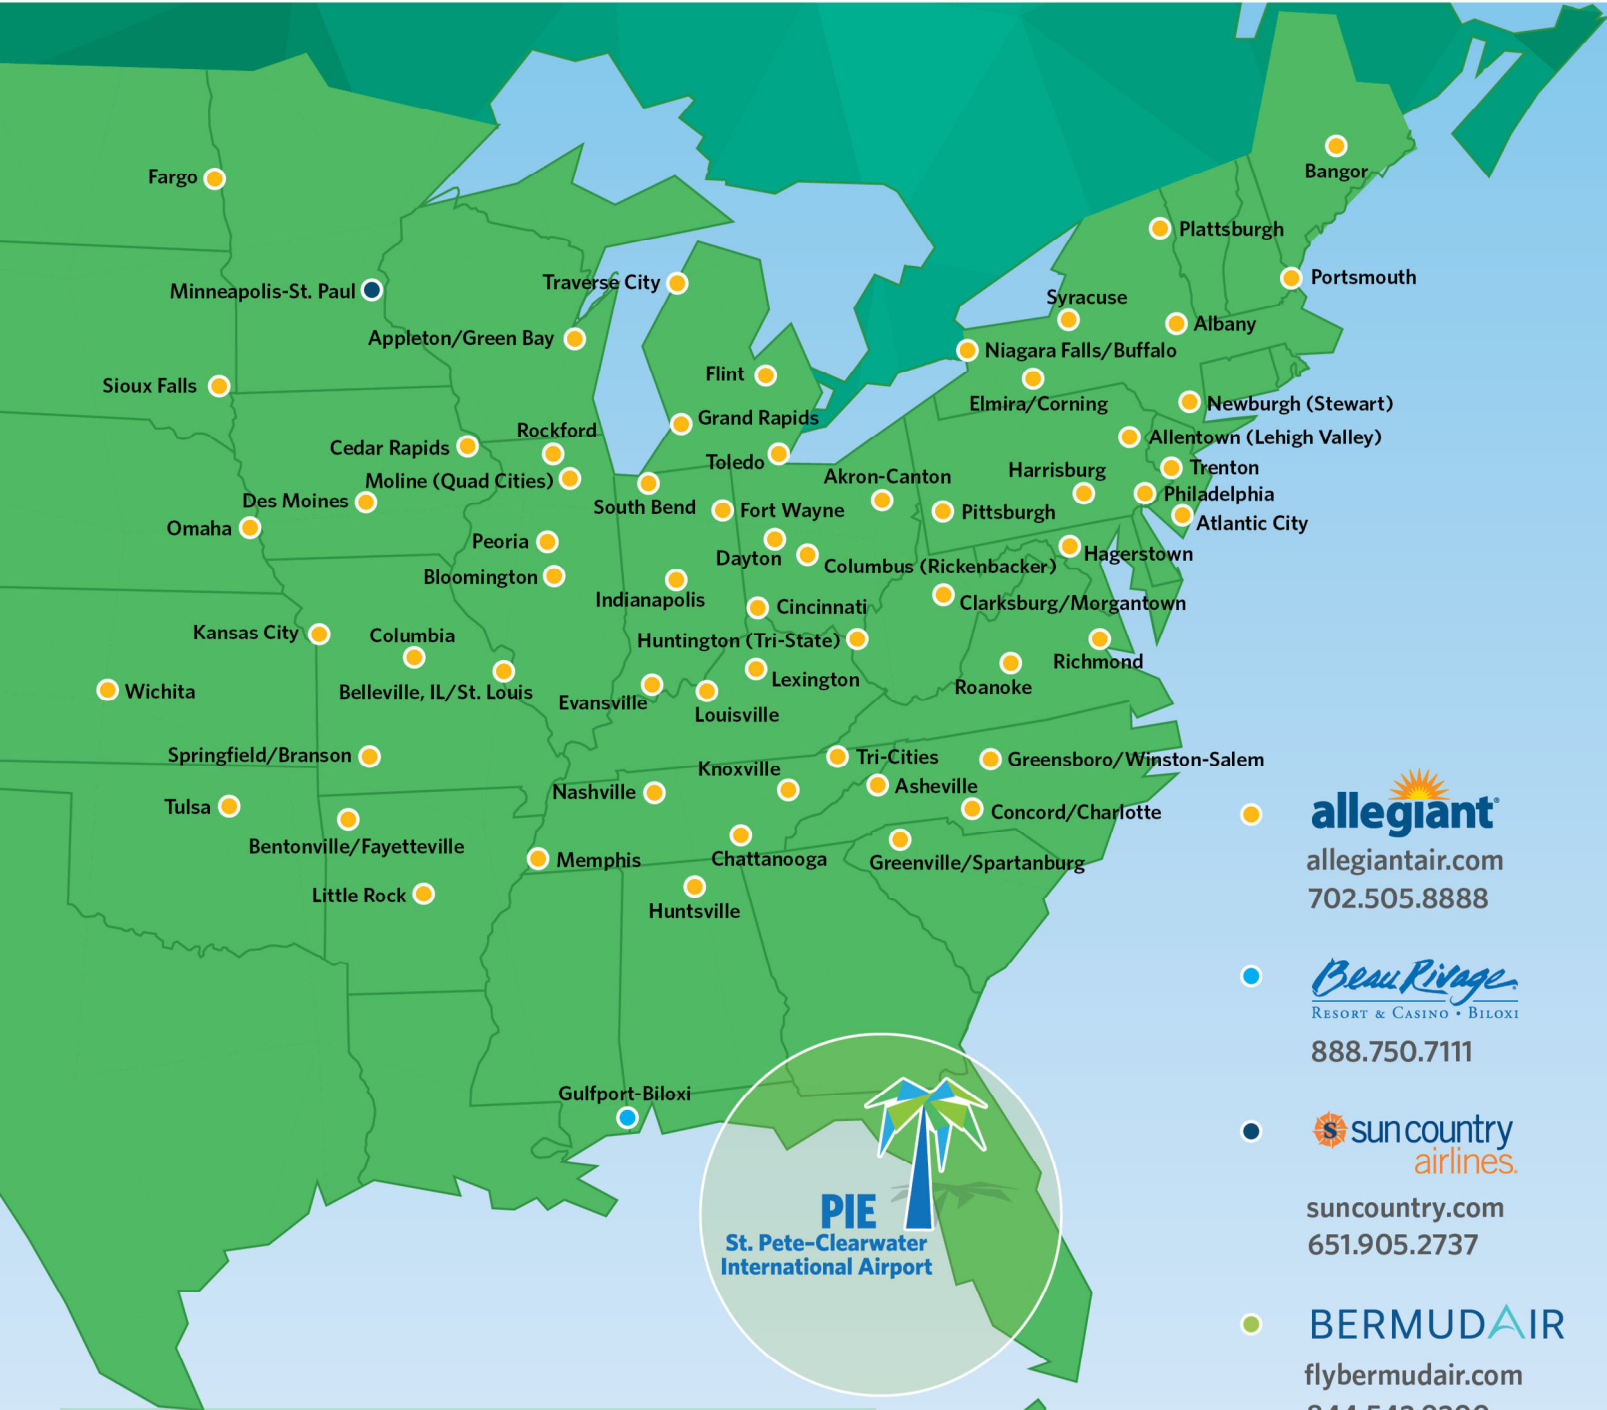 Bangor
Fargo
Plattsburgh
Portsmouth
Traverse City
Minneapolis-St. Paul
Syracuse
Albany
Appleton/Green Bay
Niagara Falls/Buffalo
Flint
Sioux Falls
Elmira/Corning
Newburgh (Stewart)
Grand Rapids
Rockford
Allentown (Lehigh Valley)
Cedar Rapids
Toledo
Trenton
Harrisburg
Akron-Canton
Moline (Quad Cities)
Philadelphia
Des Moines
South Bend
Fort Wayne
Pittsburgh
Atlantic City
Omaha
Peoria
Hagerstown
Dayton
Columbus (Rickenbacker)
Bloomington
Indianapolis
Clarksburg/Morgantown
Cincinnati
Kansas City
Columbia
Huntington (Tri-State)
Richmond
Lexington
Roanoke
Wichita
Belleville, IL/St. Louis
Evansville
Louisville
Springfield/Branson
Tri-Cities
Greensboro/Winston-Salem
Knoxville
Asheville
Nashville
Tulsa
Concord/Charlotte
Bentonville/Fayetteville
Memphis
Chattanooga
Greenville/Spartanburg
Little Rock
Huntsville
Gulfport-Biloxi
PIE
St. Pete-Clearwater
International Airport
allegiant®
allegiantair.com
702.505.8888
Beau Rivage
RESORT & CASINO • BILOXI
888.750.7111
S sun country
airlines.
suncountry.com
651.905.2737
BERMUDAIR
flybermudair.com